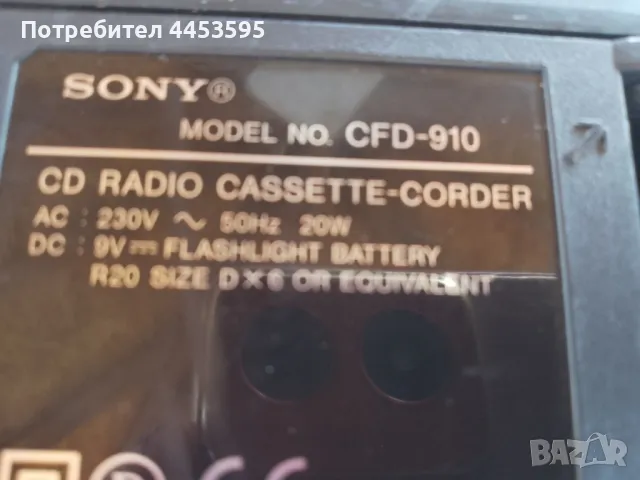 Потребител 4453595
SONY®
MODEL NO. CFD-910
CD RADIO CASSETTE-CORDER
AC : 230V ~ 50Hz 20W
DC : 9V⎓ FLASHLIGHT BATTERY
R20 SIZE D×6 OR EQUIVALENT
BAZAR